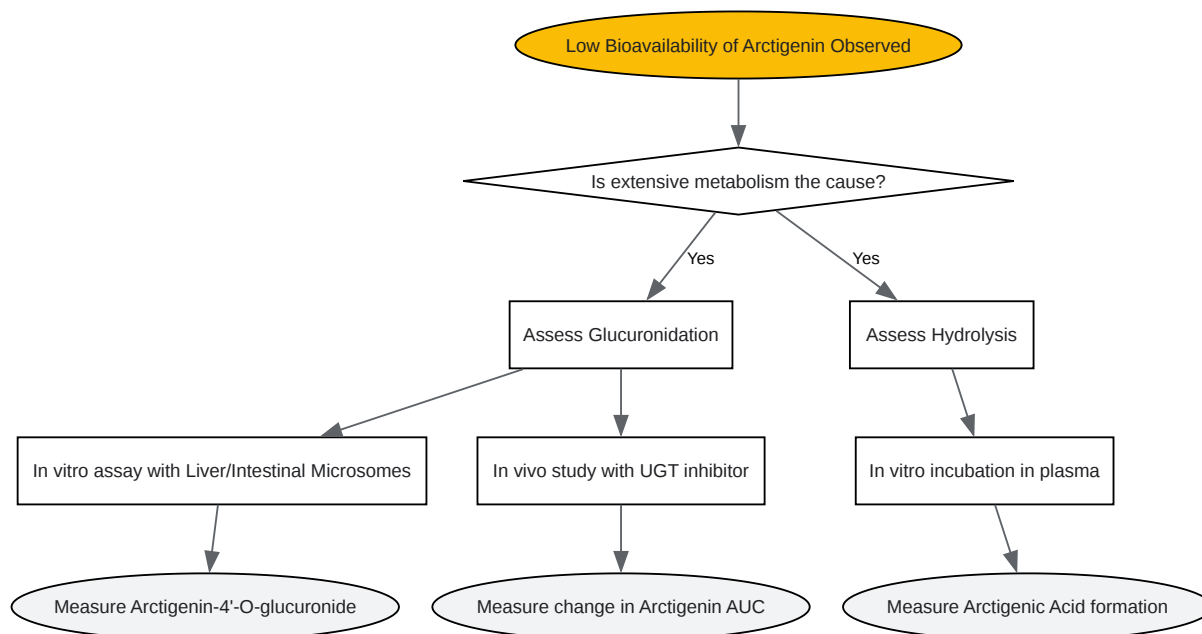 Low Bioavailability of Arctigenin Observed
Is extensive metabolism the cause?
Yes
Yes
Assess Glucuronidation
Assess Hydrolysis
In vitro assay with Liver/Intestinal Microsomes
In vivo study with UGT inhibitor
In vitro incubation in plasma
Measure Arctigenin-4'-O-glucuronide
Measure change in Arctigenin AUC
Measure Arctigenic Acid formation